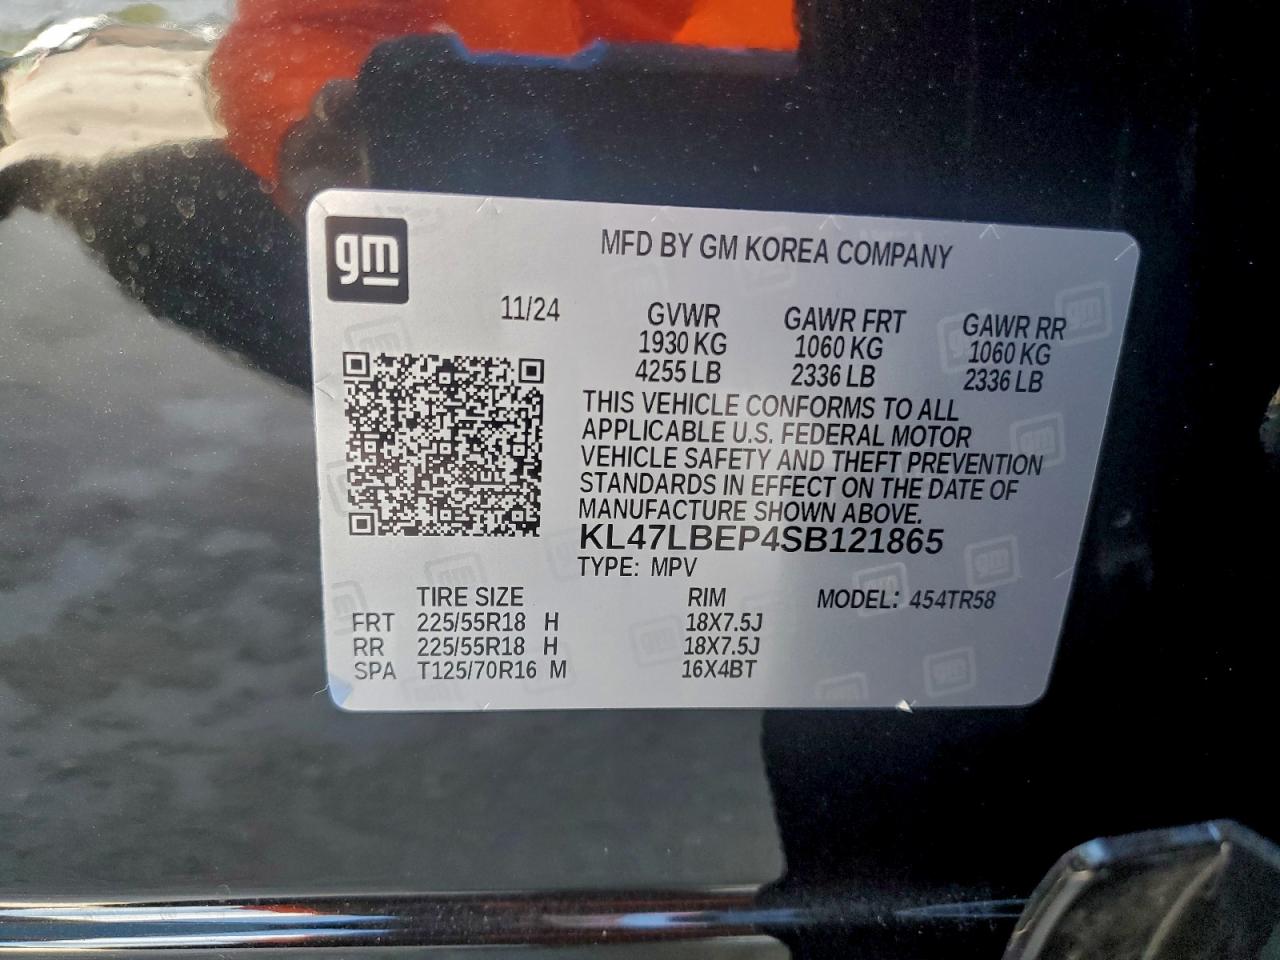 gm
MFD BY GM KOREA COMPANY
11/24 GVWR GAWR FRT GAWR RR
1930 KG 1060 KG 1060 KG
4255 LB 2336 LB 2336 LB
THIS VEHICLE CONFORMS TO ALL
APPLICABLE U.S. FEDERAL MOTOR
VEHICLE SAFETY AND THEFT PREVENTION
STANDARDS IN EFFECT ON THE DATE OF
MANUFACTURE SHOWN ABOVE.
KL47LBEP4SB121865
TYPE: MPV
TIRE SIZE RIM MODEL: 454TR58
FRT 225/55R18 H 18X7.5J
RR 225/55R18 H 18X7.5J
SPA T125/70R16 M 16X4BT